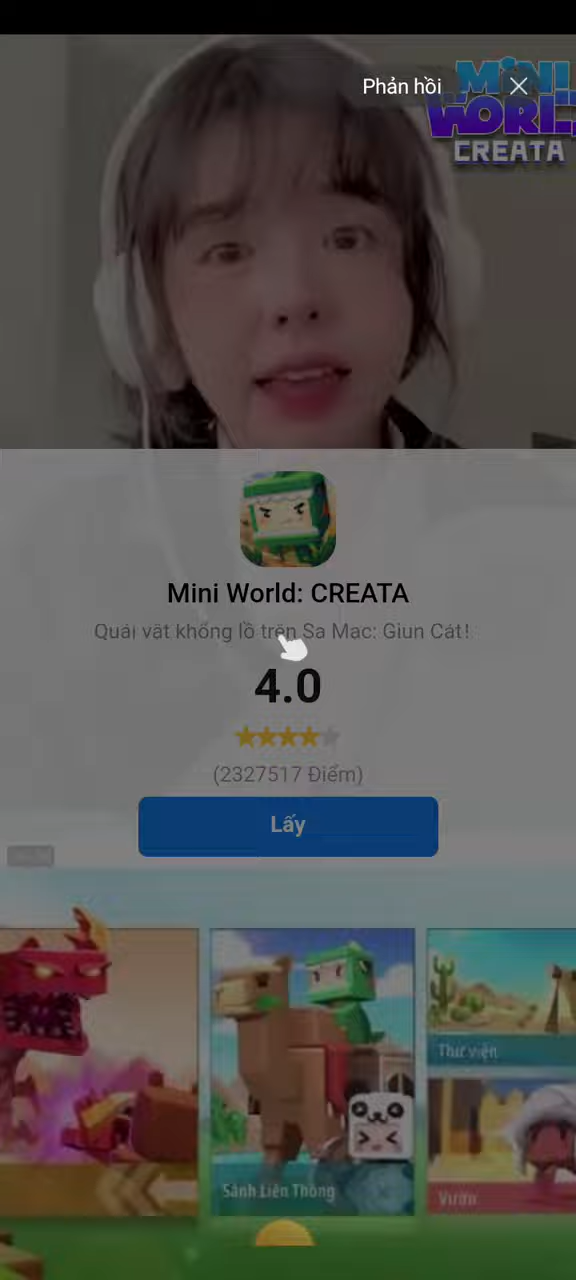 Phản hồi
MINI
WORLD
CREATA
Mini World: CREATA
Quái vật khổng lồ trên Sa Mạc: Giun Cát!
4.0
(2327517 Điểm)
Lấy
Thư viện
Sảnh Liên Thông
Vườn